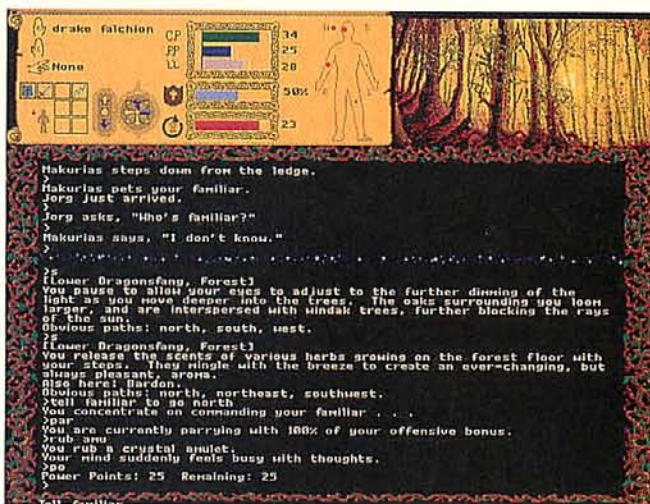 drake falchion
CP 34
PP 25
LL 28
None
50%
23
Makurias steps down from the ledge.
>
Makurias pets your familiar.
Jorg just arrived.
>
Jorg asks, "Who's familiar?"
>
Makurias says, "I don't know."
>
>s
[Lower Dragonsfang, Forest]
You pause to allow your eyes to adjust to the further dimming of the
light as you move deeper into the trees. The oaks surrounding you loom
larger, and are interspersed with windak trees, further blocking the rays
of the sun.
Obvious paths: north, south, west.
>s
[Lower Dragonsfang, Forest]
You release the scents of various herbs growing on the forest floor with
your steps. They mingle with the breeze to create an ever-changing, but
always pleasant, aroma.
Also here: Bardon.
Obvious paths: north, northeast, southwest.
>tell familiar to go north
You concentrate on commanding your familiar . . .
>par
You are currently parrying with 100% of your offensive bonus.
>rub amu
You rub a crystal amulet.
Your mind suddenly feels busy with thoughts.
>po
Power Points: 25 Remaining: 25
>
Tell familiar